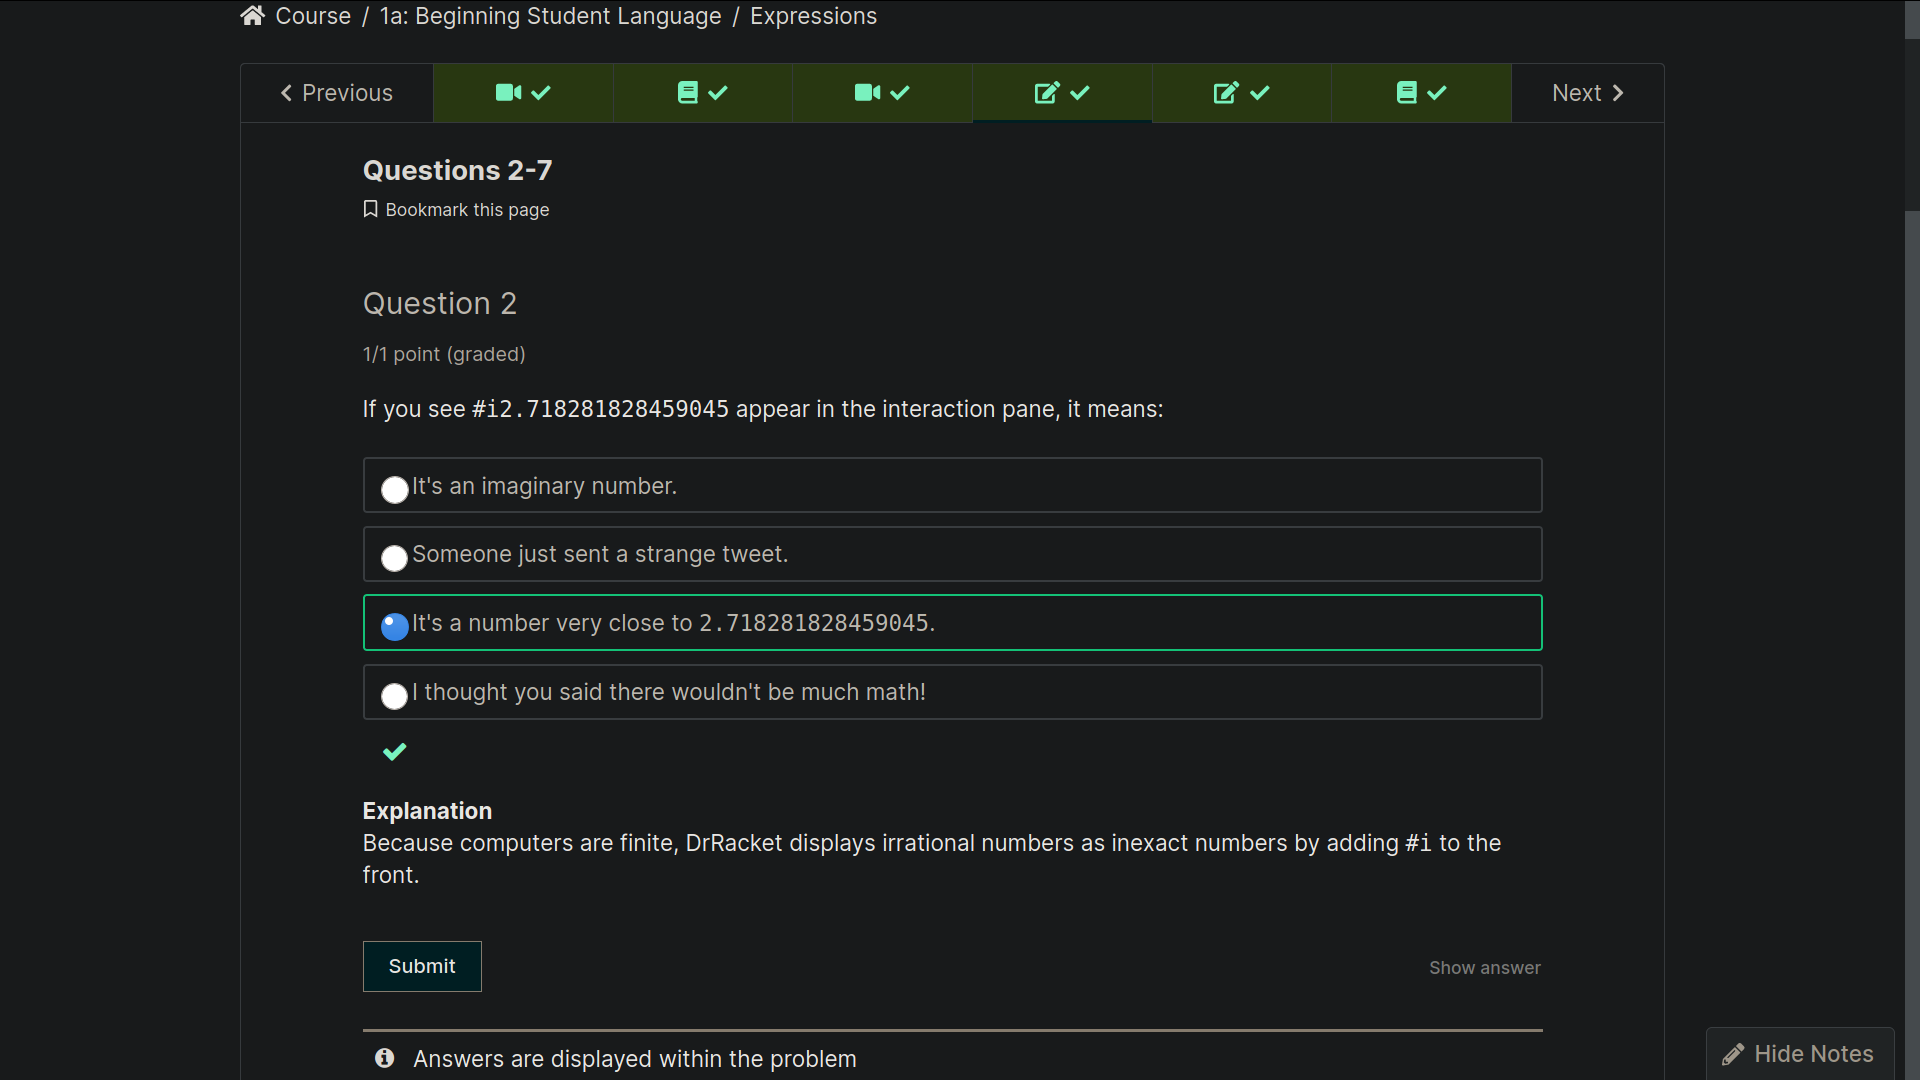 Course / 1a: Beginning Student Language / Expressions
Previous
Next
Questions 2-7
Bookmark this page
Question 2
1/1 point (graded)
If you see #i2.718281828459045 appear in the interaction pane, it means:
It's an imaginary number.
Someone just sent a strange tweet.
It's a number very close to 2.718281828459045.
I thought you said there wouldn't be much math!
Explanation
Because computers are finite, DrRacket displays irrational numbers as inexact numbers by adding #i to the
front.
Submit
Show answer
Answers are displayed within the problem
Hide Notes